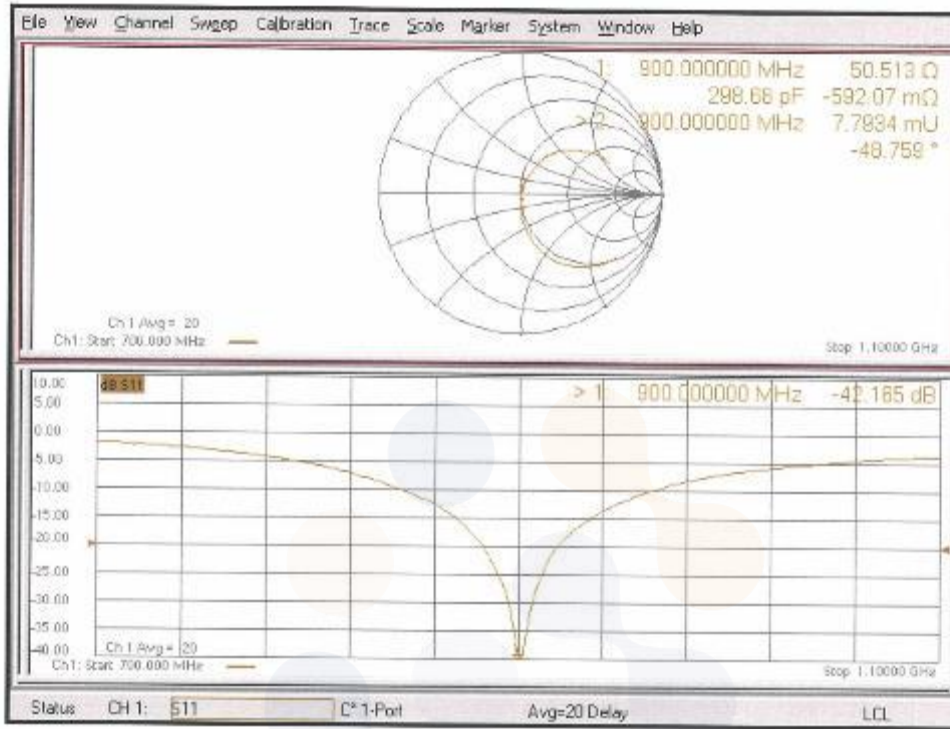 File View Channel Sweep Calibration Trace Scale Marker System Window Help
1: 900.000000 MHz 50.513 Ω
298.66 pF -592.07 mΩ
> 2: 900.000000 MHz 7.7934 mU
-48.759 °
Ch 1 Avg = 20
Ch1: Start 700.000 MHz
Stop 1.10000 GHz
10.00 dB S11
> 1: 900.000000 MHz -42.165 dB
5.00
0.00
-5.00
-10.00
-15.00
-20.00
-25.00
-30.00
-35.00
-40.00
Ch 1 Avg = 20
Ch1: Start 700.000 MHz
Stop 1.10000 GHz
Status CH 1: S11 C* 1-Port Avg=20 Delay LCL